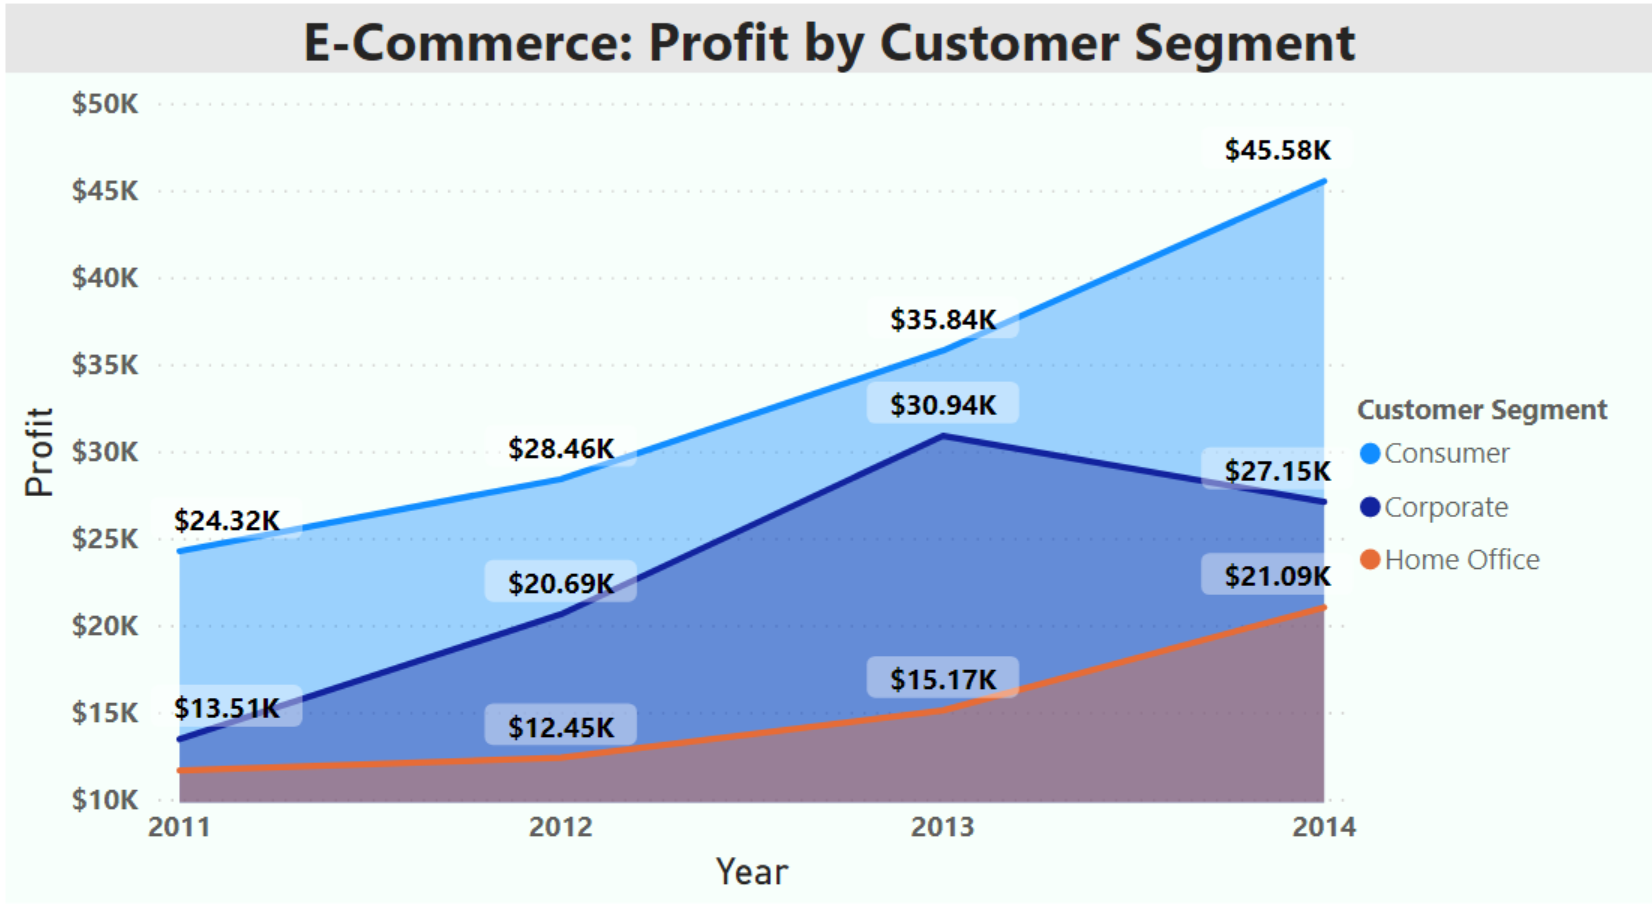 E-Commerce: Profit by Customer Segment
$50K
$45K
$40K
$35K
$30K
$25K
$20K
$15K
$10K
Profit
$24.32K
$28.46K
$35.84K
$45.58K
$13.51K
$20.69K
$30.94K
$27.15K
$12.45K
$15.17K
$21.09K
2011 2012 2013 2014
Year
Customer Segment
Consumer
Corporate
Home Office